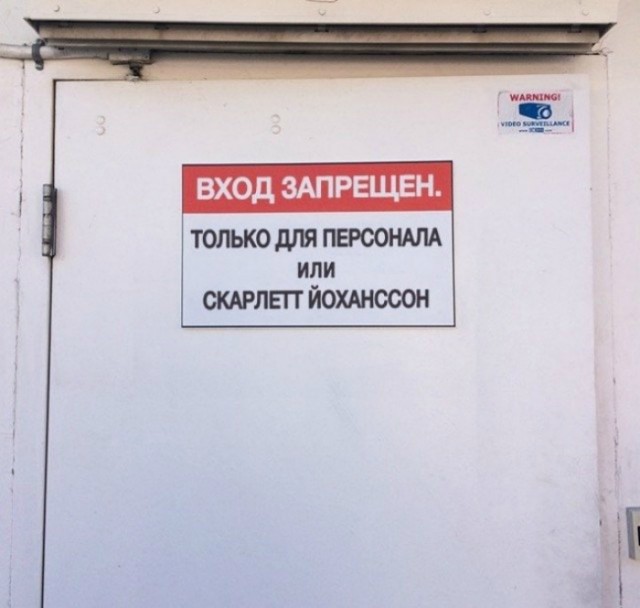 WARNING!
VIDEO SURVEILLANCE
ВХОД ЗАПРЕЩЕН.
ТОЛЬКО ДЛЯ ПЕРСОНАЛА
ИЛИ
СКАРЛЕТТ ЙОХАНССОН